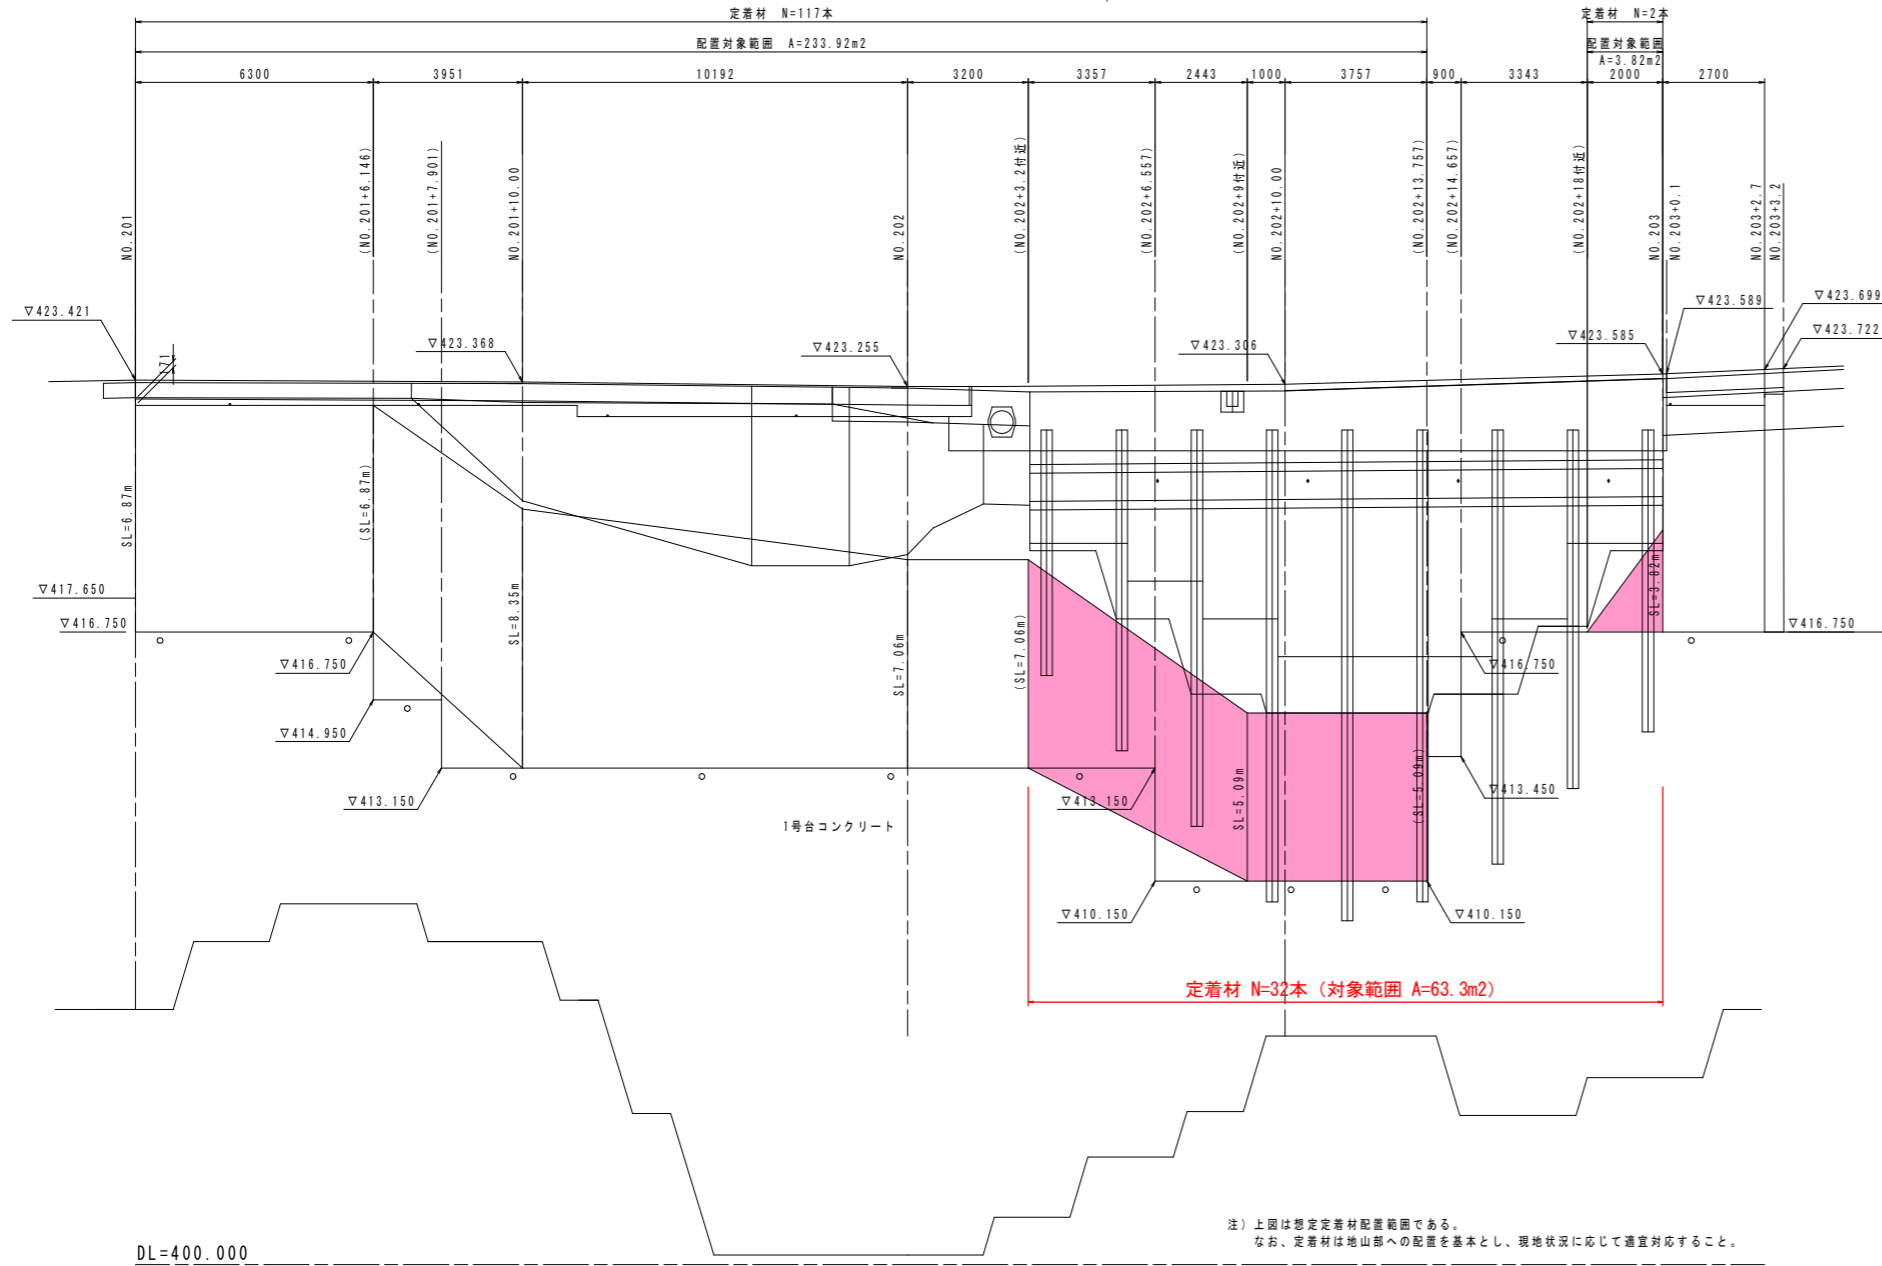 定着材 N=117本
定着材 N=2本
配置対象範囲 A=233.92m2
配置対象範囲
A=3.82m2
6300
3951
10192
3200
3357
2443
1000
3757
900
3343
2000
2700
NO.201
(NO.201+6.146)
(NO.201+7.901)
NO.201+10.00
NO.202
(NO.202+3.2付近)
(NO.202+6.557)
(NO.202+9付近)
NO.202+10.00
(NO.202+13.757)
(NO.202+14.657)
(NO.202+18付近)
NO.203
NO.203+0.1
NO.203+2.7
NO.203+3.2
▽423.421
171
▽423.368
▽423.255
▽423.306
▽423.585
▽423.589
▽423.699
▽423.722
SL=6.87m
(SL=6.87m)
SL=8.35m
SL=7.06m
(SL=7.06m)
SL=5.09m
(SL=5.09m)
SL=3.82m
▽417.650
▽416.750
▽416.750
▽414.950
▽413.150
▽413.150
▽410.150
▽410.150
▽416.750
▽413.450
▽416.750
1号台コンクリート
定着材 N=32本（対象範囲 A=63.3m2）
注）上図は想定定着材配置範囲である。
なお、定着材は地山部への配置を基本とし、現地状況に応じて適宜対応すること。
DL=400.000